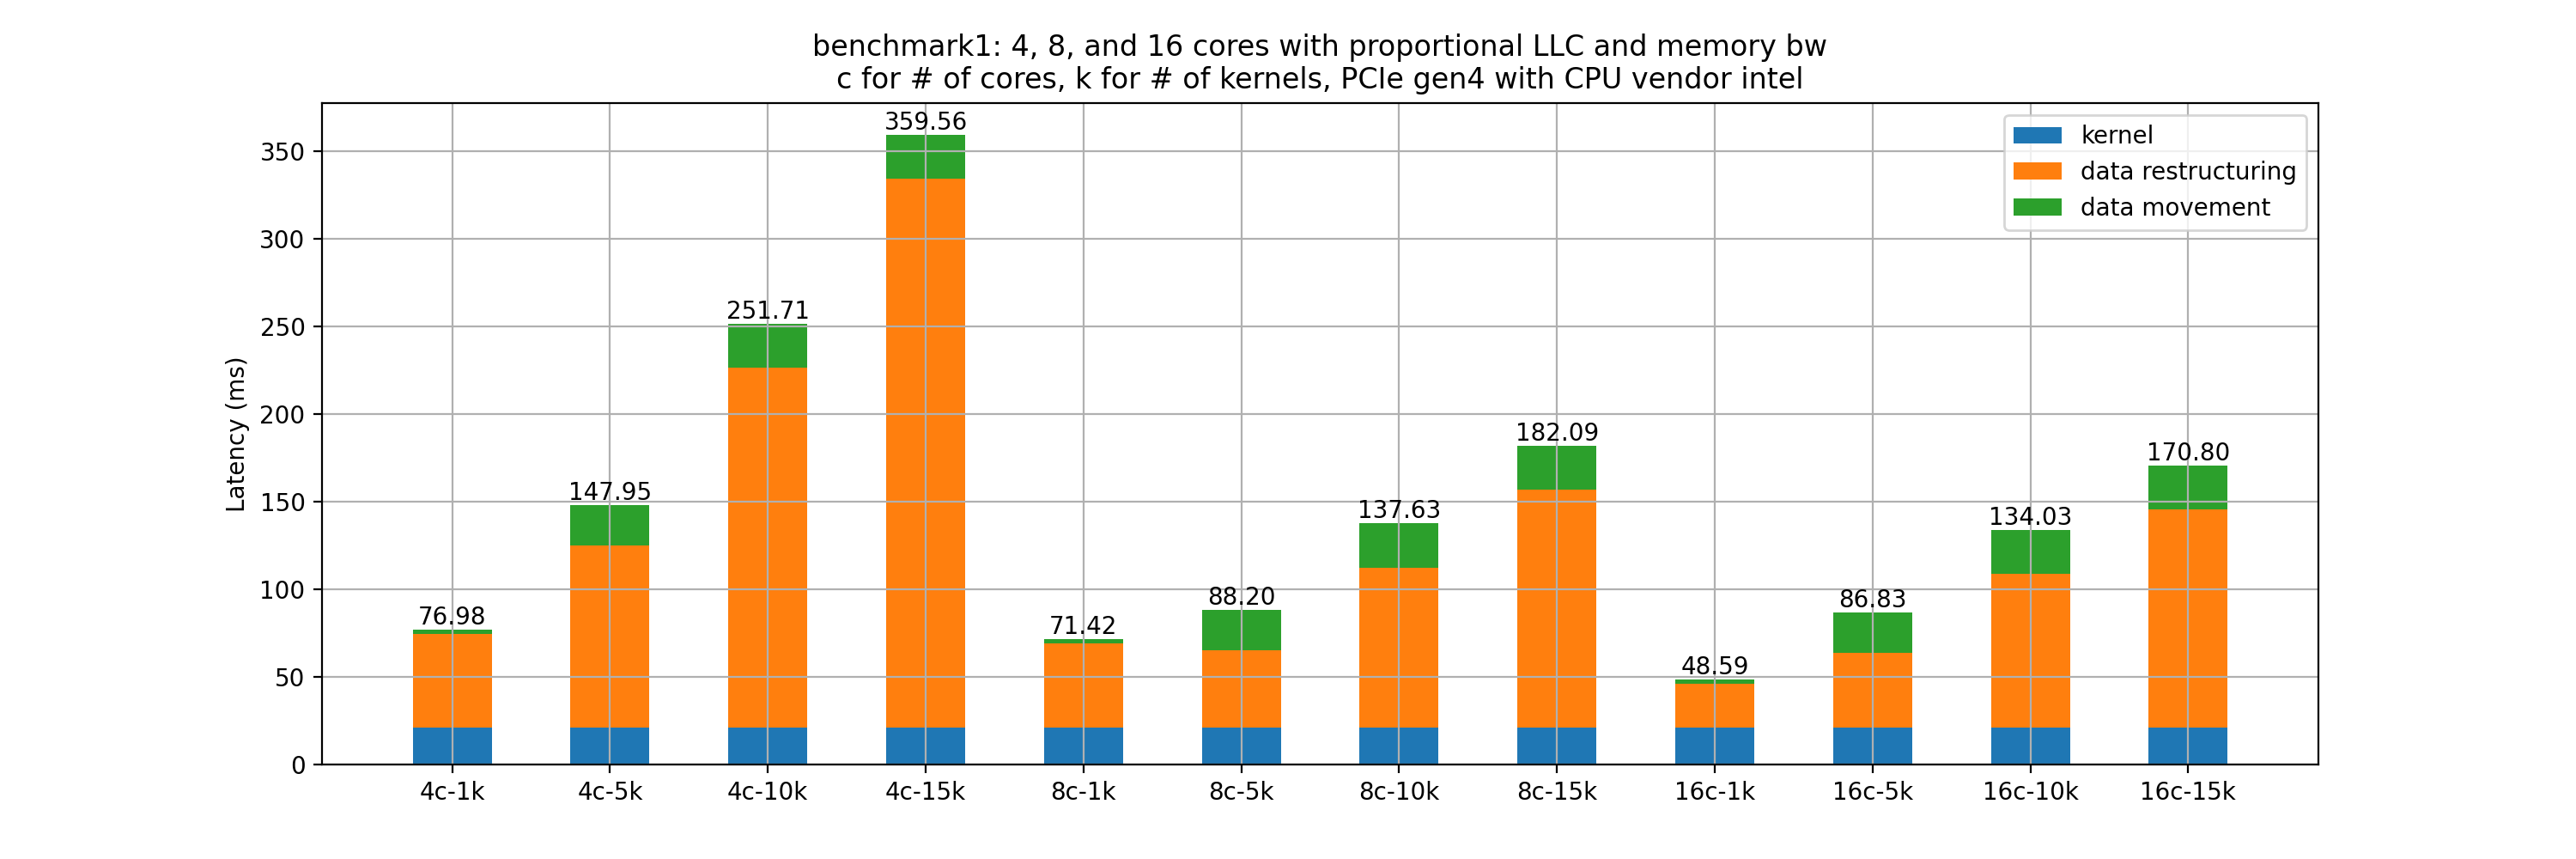 benchmark1: 4, 8, and 16 cores with proportional LLC and memory bw
c for # of cores, k for # of kernels, PCIe gen4 with CPU vendor intel
kernel
data restructuring
data movement
Latency (ms)
350
300
250
200
150
100
50
0
76.98
147.95
251.71
359.56
71.42
88.20
137.63
182.09
48.59
86.83
134.03
170.80
4c-1k
4c-5k
4c-10k
4c-15k
8c-1k
8c-5k
8c-10k
8c-15k
16c-1k
16c-5k
16c-10k
16c-15k